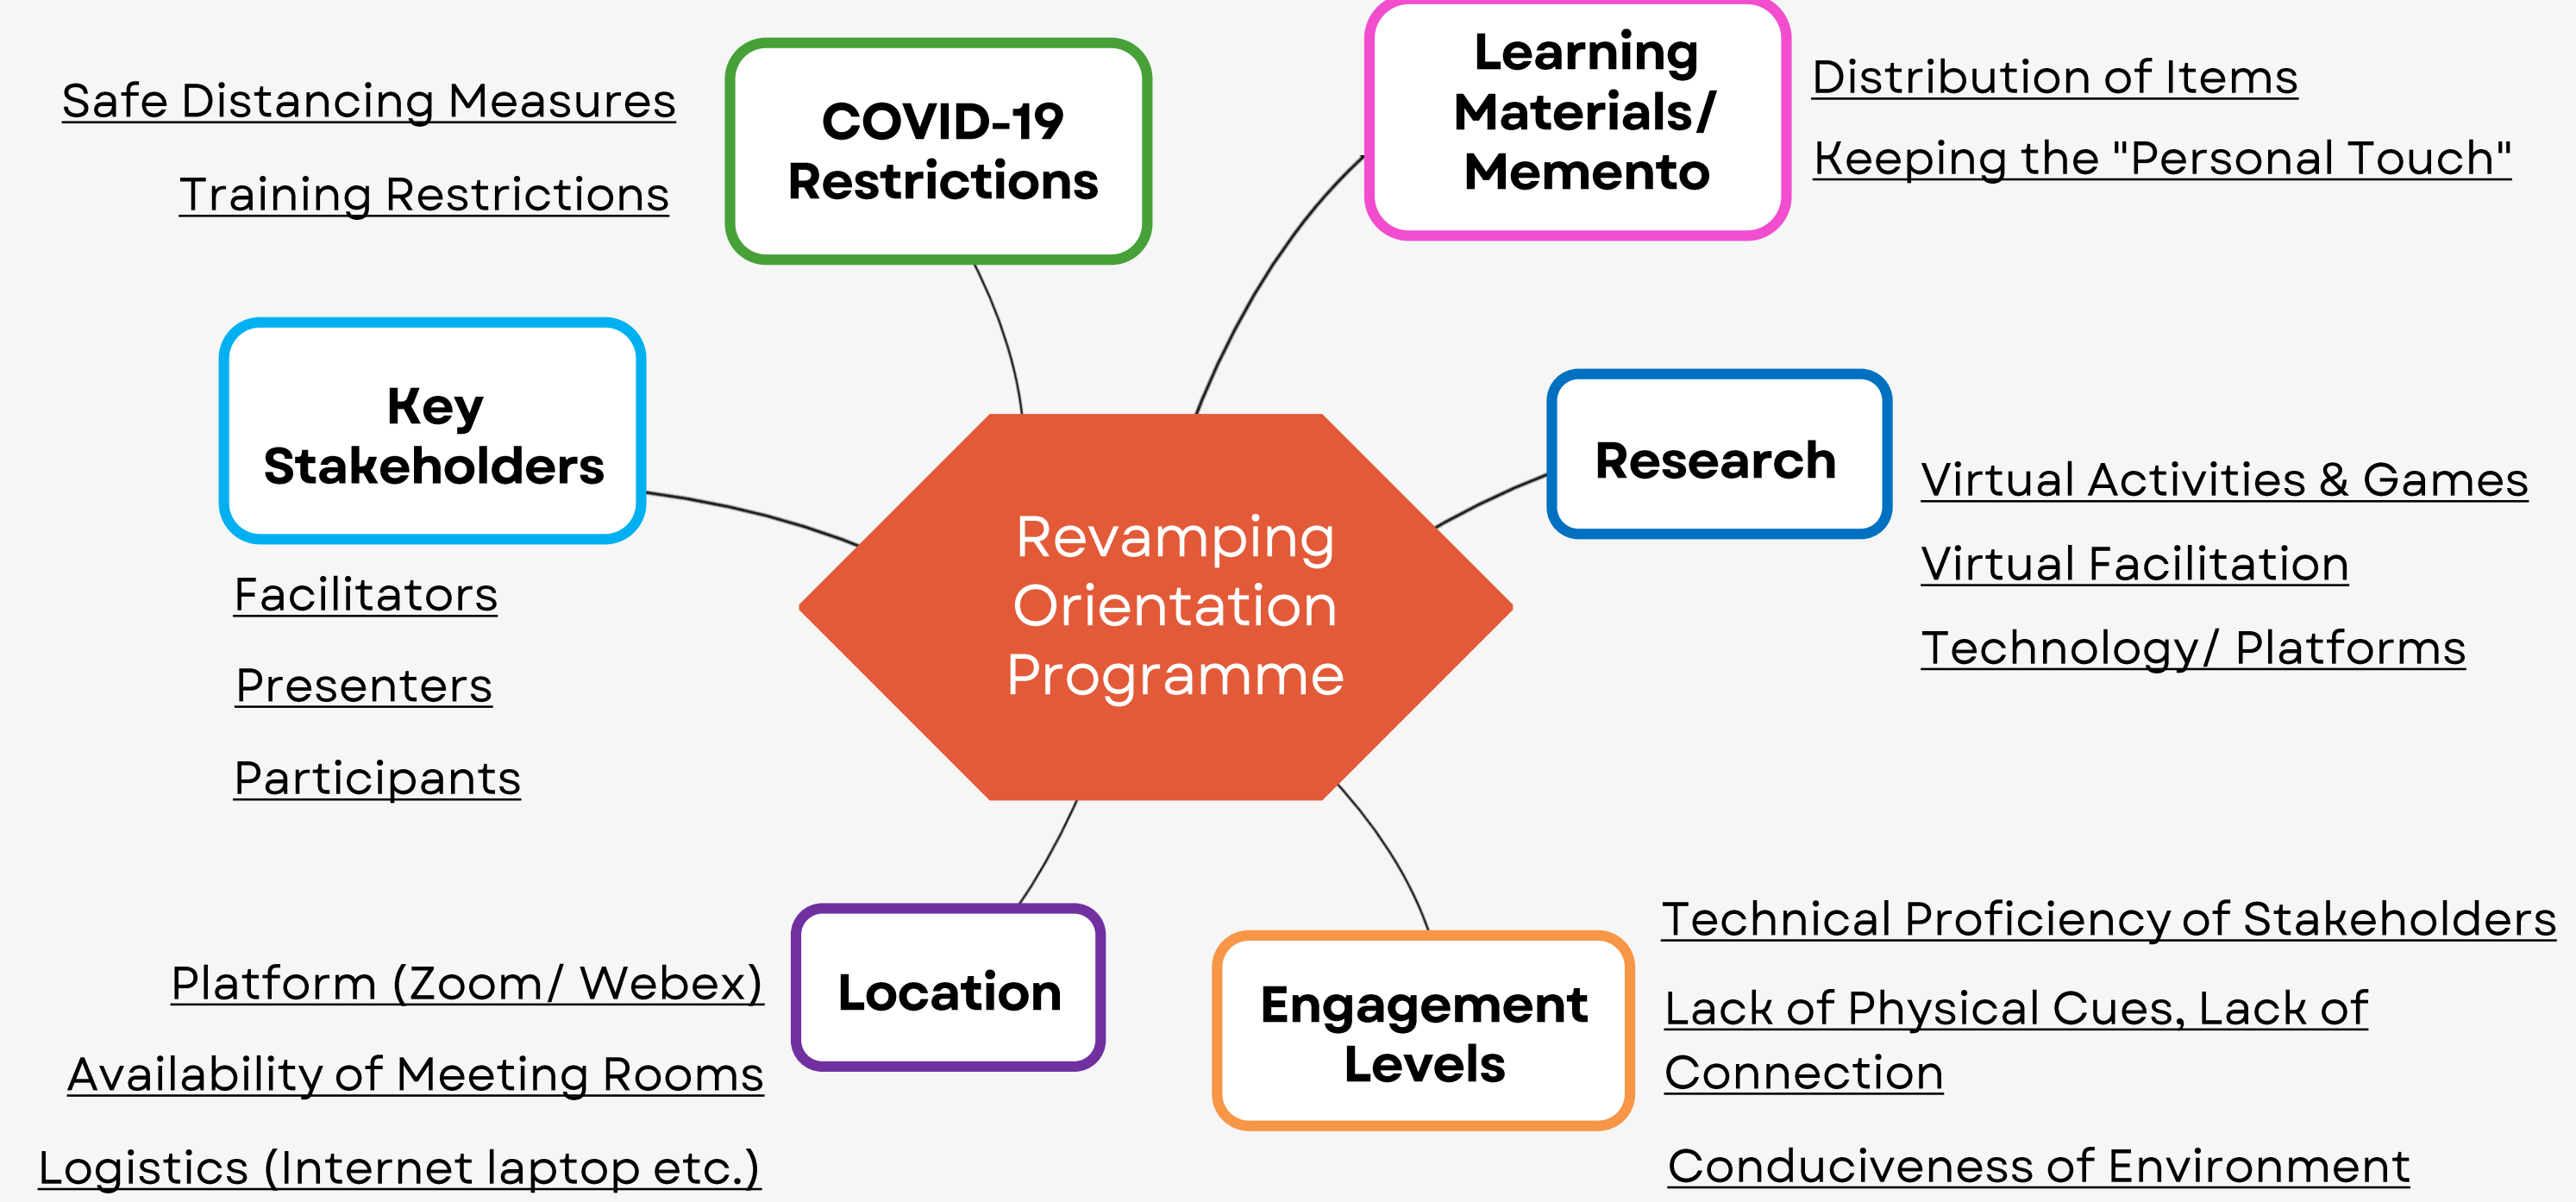 Safe Distancing Measures
Training Restrictions
COVID-19
Restrictions
Learning
Materials/
Memento
Distribution of Items
Keeping the "Personal Touch"
Key
Stakeholders
Facilitators
Presenters
Participants
Revamping
Orientation
Programme
Research
Virtual Activities & Games
Virtual Facilitation
Technology/ Platforms
Platform (Zoom/ Webex)
Availability of Meeting Rooms
Logistics (Internet laptop etc.)
Location
Engagement
Levels
Technical Proficiency of Stakeholders
Lack of Physical Cues, Lack of
Connection
Conduciveness of Environment